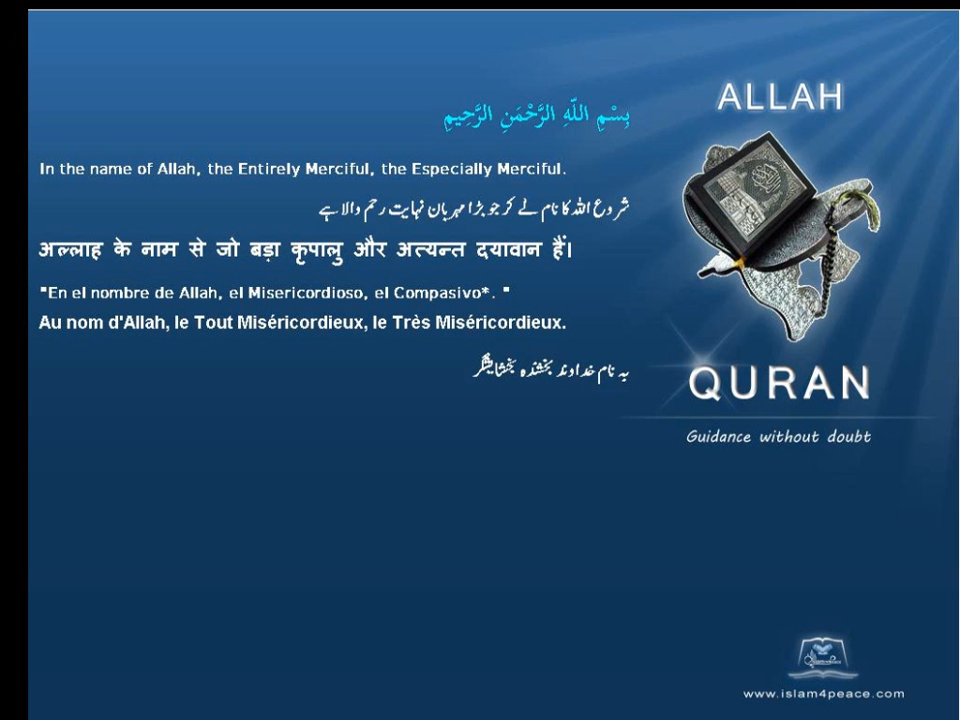 بِسْمِ اللّهِ الرَّحْمَنِ الرَّحِيمِ
In the name of Allah, the Entirely Merciful, the Especially Merciful.
شروع اللہ کا نام لے کر جو بڑا مہربان نہایت رحم والا ہے
अल्लाह के नाम से जो बड़ा कृपालु और अत्यन्त दयावान हैं।
"En el nombre de Allah, el Misericordioso, el Compasivo*. "
Au nom d'Allah, le Tout Miséricordieux, le Très Miséricordieux.
به نام خداوند بخشنده بخشایشگر
ALLAH
QURAN
Guidance without doubt
www.islam4peace.com